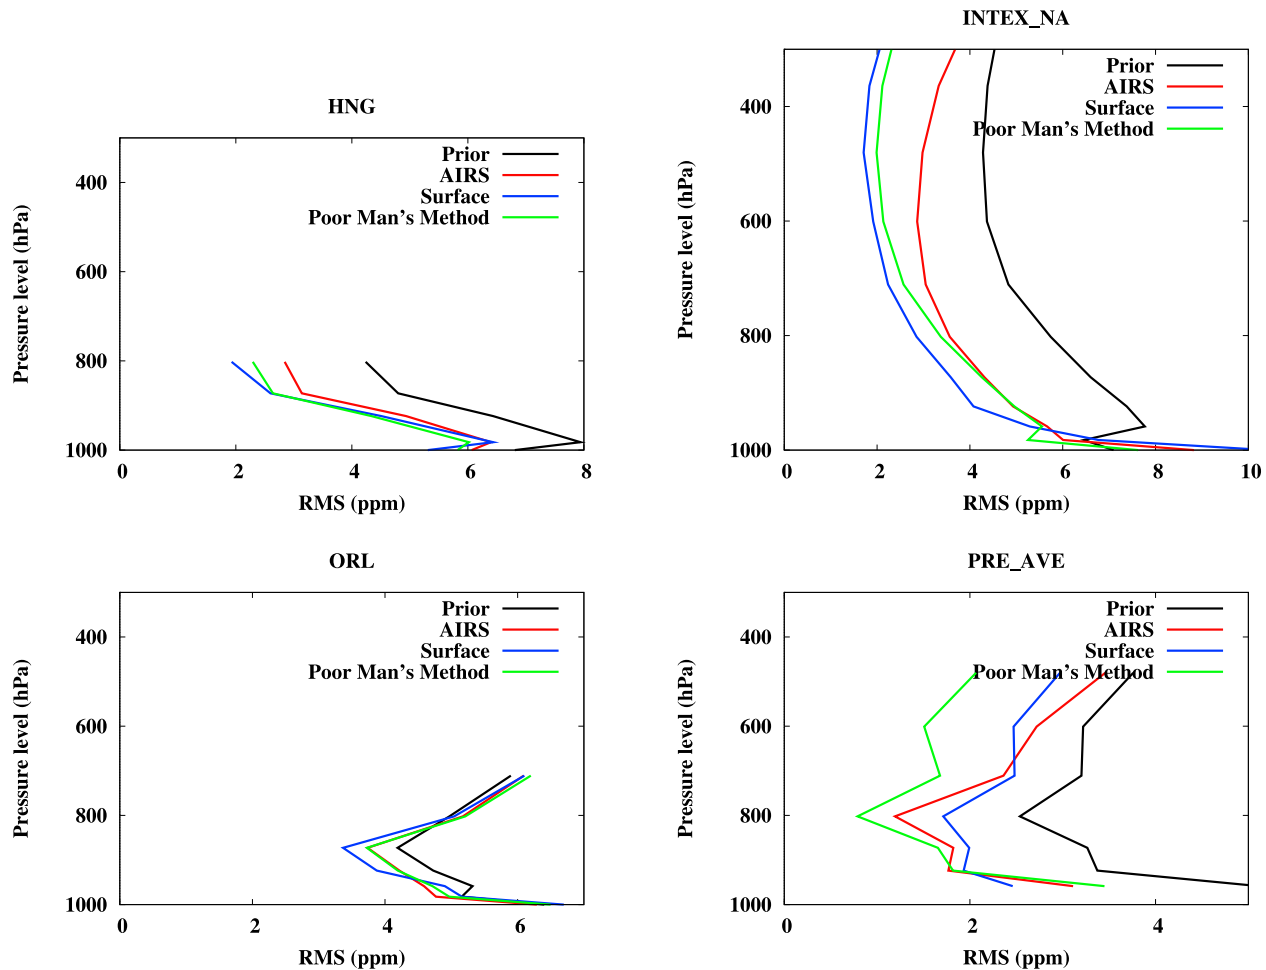 HNG
Prior
AIRS
Surface
Poor Man's Method
400
600
800
1000
0 2 4 6 8
Pressure level (hPa)
RMS (ppm)
INTEX_NA
Prior
AIRS
Surface
Poor Man's Method
400
600
800
1000
0 2 4 6 8 10
Pressure level (hPa)
RMS (ppm)
ORL
Prior
AIRS
Surface
Poor Man's Method
400
600
800
1000
0 2 4 6
Pressure level (hPa)
RMS (ppm)
PRE_AVE
Prior
AIRS
Surface
Poor Man's Method
400
600
800
1000
0 2 4
Pressure level (hPa)
RMS (ppm)